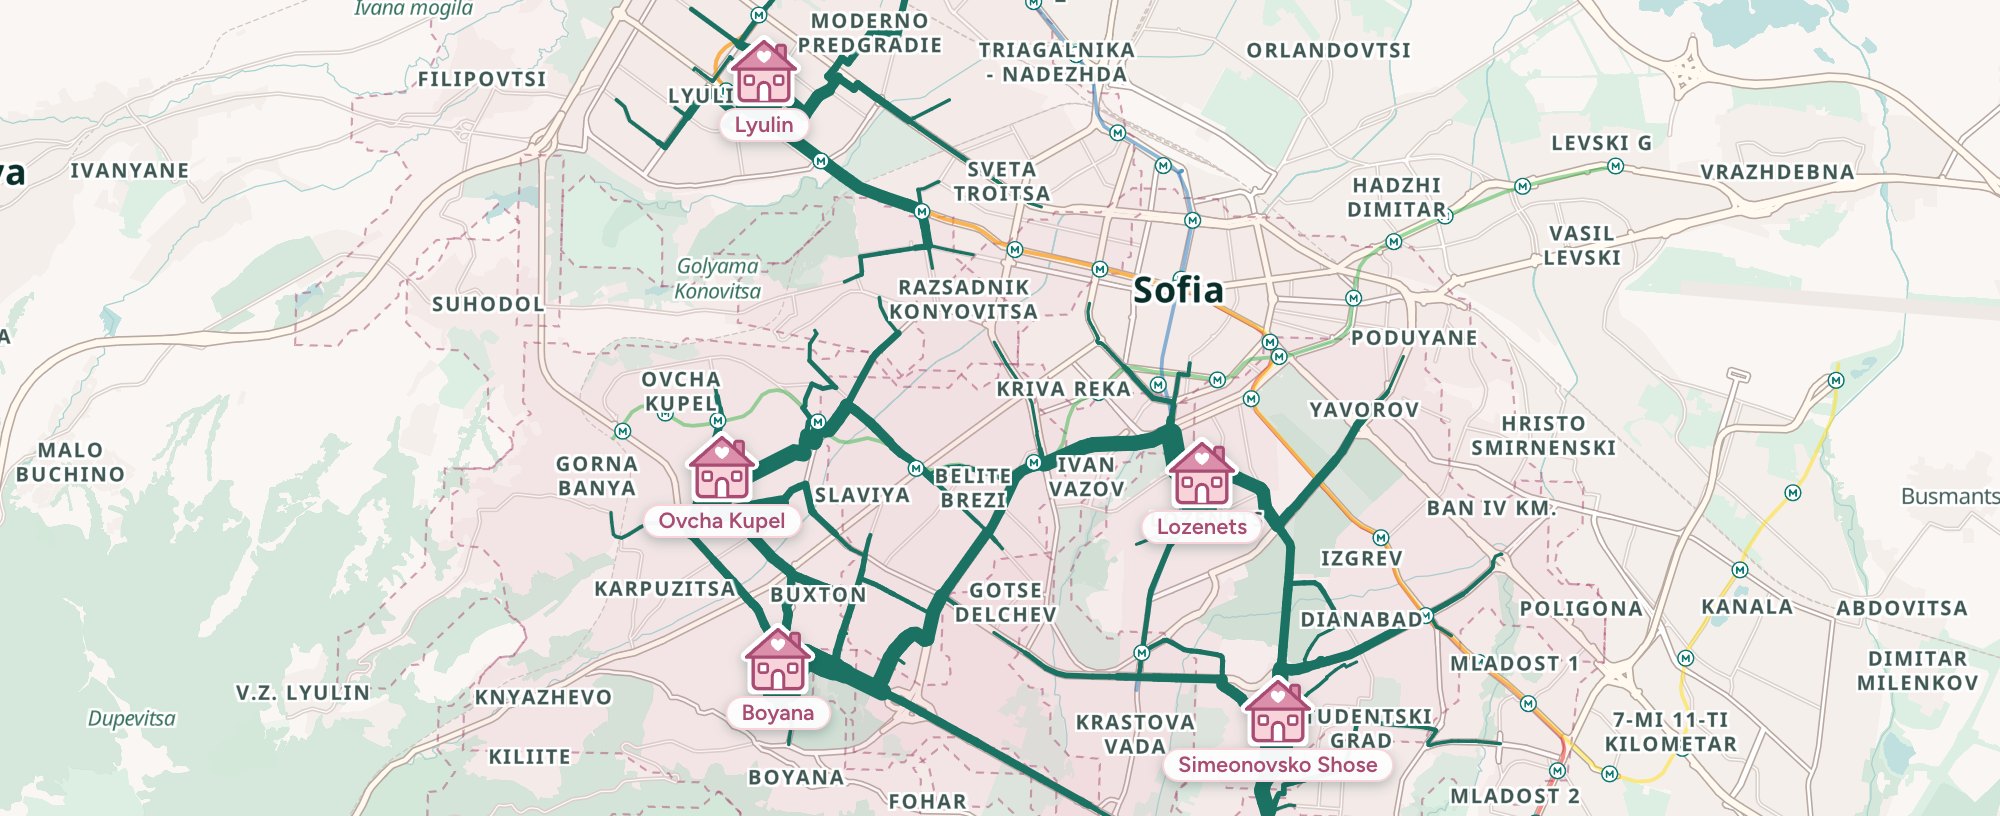 Ivana mogila
MODERNO
PREDGRADIE
TRIAGALNIKA
- NADEZHDA
ORLANDOVTSI
FILIPOVTSI
Lyulin
LEVSKI G
IVANYANE
VRAZHDEBNA
SVETA
TROITSA
HADZHI
DIMITAR
VASIL
LEVSKI
Golyama
Konovitsa
SUHODOL
RAZSADNIK
KONYOVITSA
Sofia
PODUYANE
OVCHA
KUPEL
KRIVA REKA
YAVOROV
HRISTO
SMIRNENSKI
MALO
BUCHINO
GORNA
BANYA
SLAVIYA
BELITE
BREZI
IVAN
VAZOV
Busmants
BAN IV KM.
Ovcha Kupel
Lozenets
IZGREV
KARPUZITSA
BUXTON
GOTSE
DELCHEV
DIANABAD
POLIGONA
KANALA
ABDOVITSA
MLADOST 1
DIMITAR
MILENKOV
V.Z. LYULIN
KNYAZHEVO
Dupevitsa
Boyana
KRASTOVA
VADA
TUDENTSKI
GRAD
7-MI 11-TI
KILOMETAR
KILIITE
Simeonovsko Shose
BOYANA
FOHAR
MLADOST 2